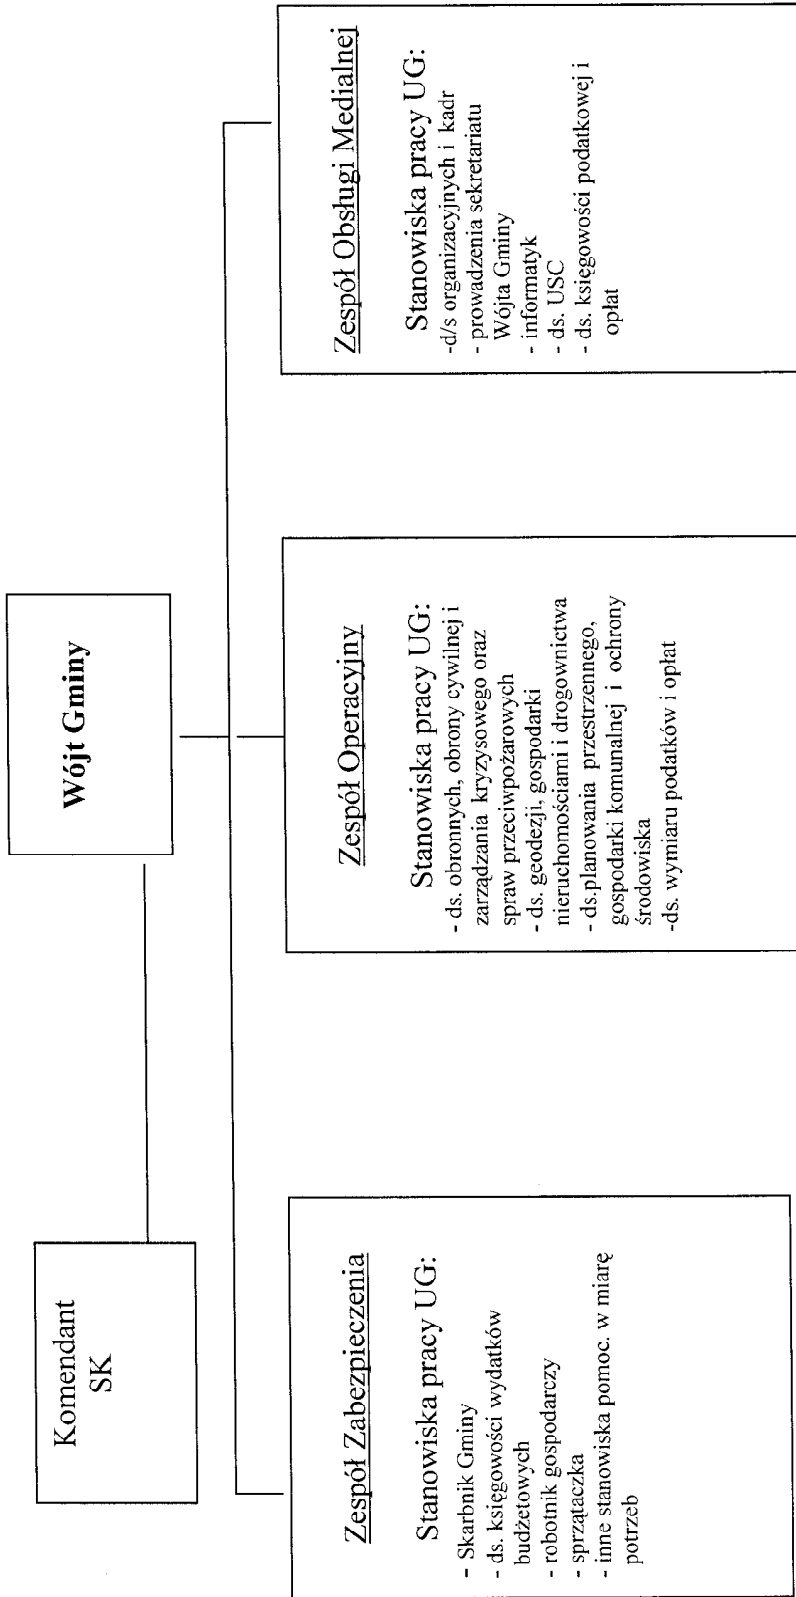 Komendant
SK
Wójt Gminy
Zespół Zabezpieczenia
Stanowiska pracy UG:
- Skarbnik Gminy
- ds. księgowości wydatków
budżetowych
- robotnik gospodarczy
- sprzątaczka
- inne stanowiska pomoc. w miarę
potrzeb
Zespół Operacyjny
Stanowiska pracy UG:
- ds. obronnych, obrony cywilnej i
zarządzania kryzysowego oraz
spraw przeciwpożarowych
- ds. geodezji, gospodarki
nieruchomościami i drogownictwa
- ds.planowania przestrzennego,
gospodarki komunalnej i ochrony
środowiska
-ds. wymiaru podatków i opłat
Zespół Obsługi Medialnej
Stanowiska pracy UG:
-d/s organizacyjnych i kadr
- prowadzenia sekretariatu
Wójta Gminy
- informatyk
- ds. USC
- ds. księgowości podatkowej i
opłat